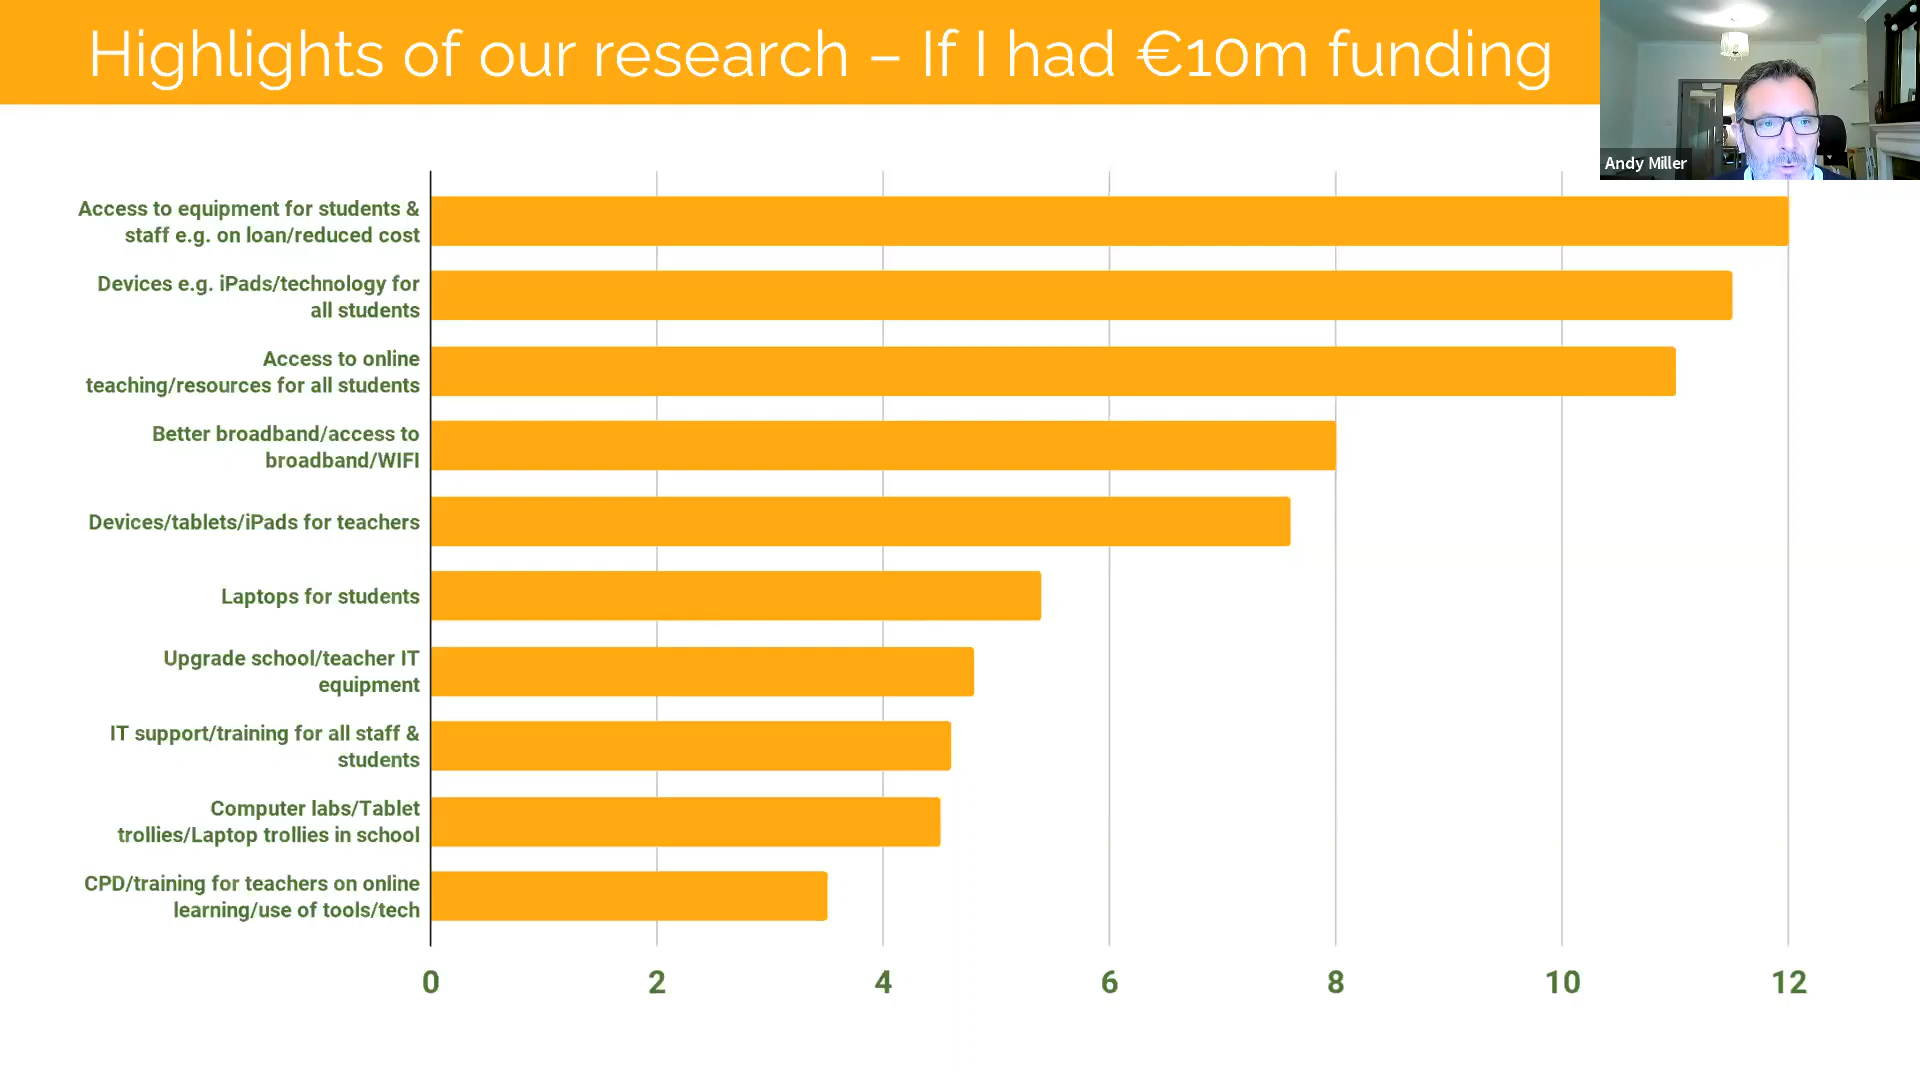 Highlights of our research – If I had €10m funding
Andy Miller
Access to equipment for students &
staff e.g. on loan/reduced cost
Devices e.g. iPads/technology for
all students
Access to online
teaching/resources for all students
Better broadband/access to
broadband/WIFI
Devices/tablets/iPads for teachers
Laptops for students
Upgrade school/teacher IT
equipment
IT support/training for all staff &
students
Computer labs/Tablet
trollies/Laptop trollies in school
CPD/training for teachers on online
learning/use of tools/tech
0 2 4 6 8 10 12